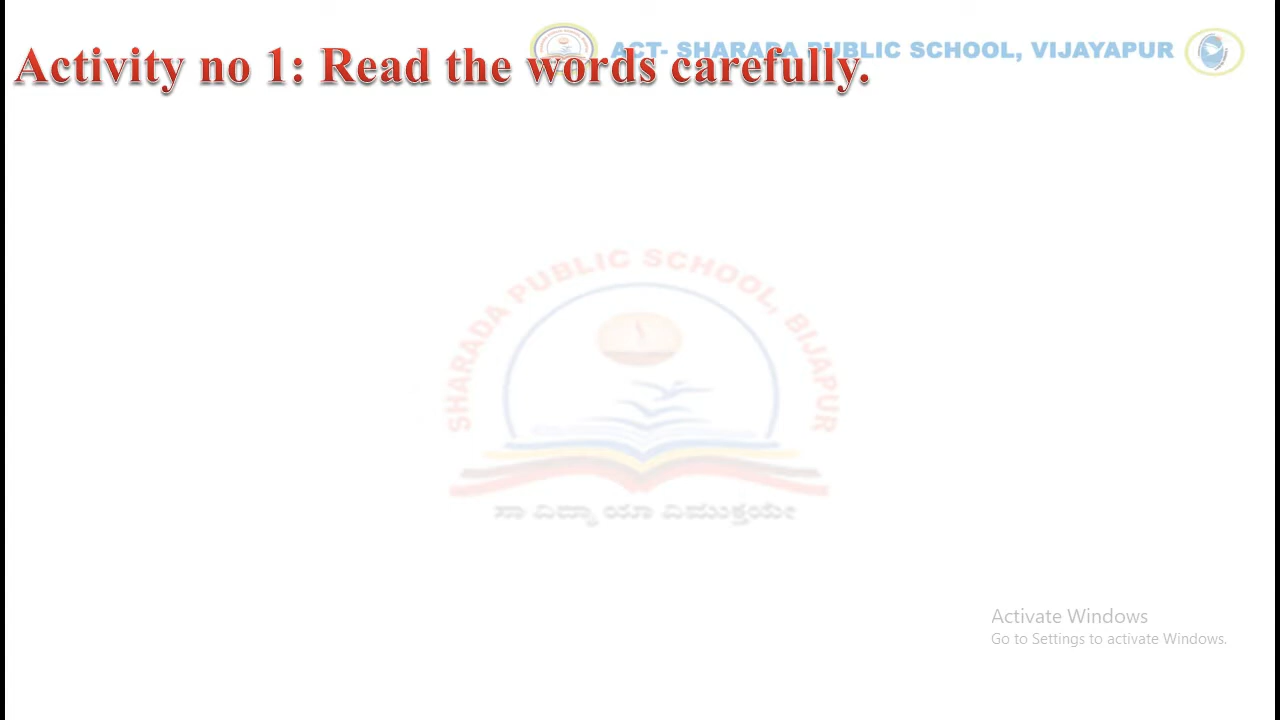 Activity no 1: Read the words carefully.
ACT- SHARADA PUBLIC SCHOOL, VIJAYAPUR
SHARADA PUBLIC SCHOOL, BIJAPUR
ಸಾ ವಿದ್ಯಾ ಯಾ ವಿಮುಕ್ತಯೇ
Activate Windows
Go to Settings to activate Windows.